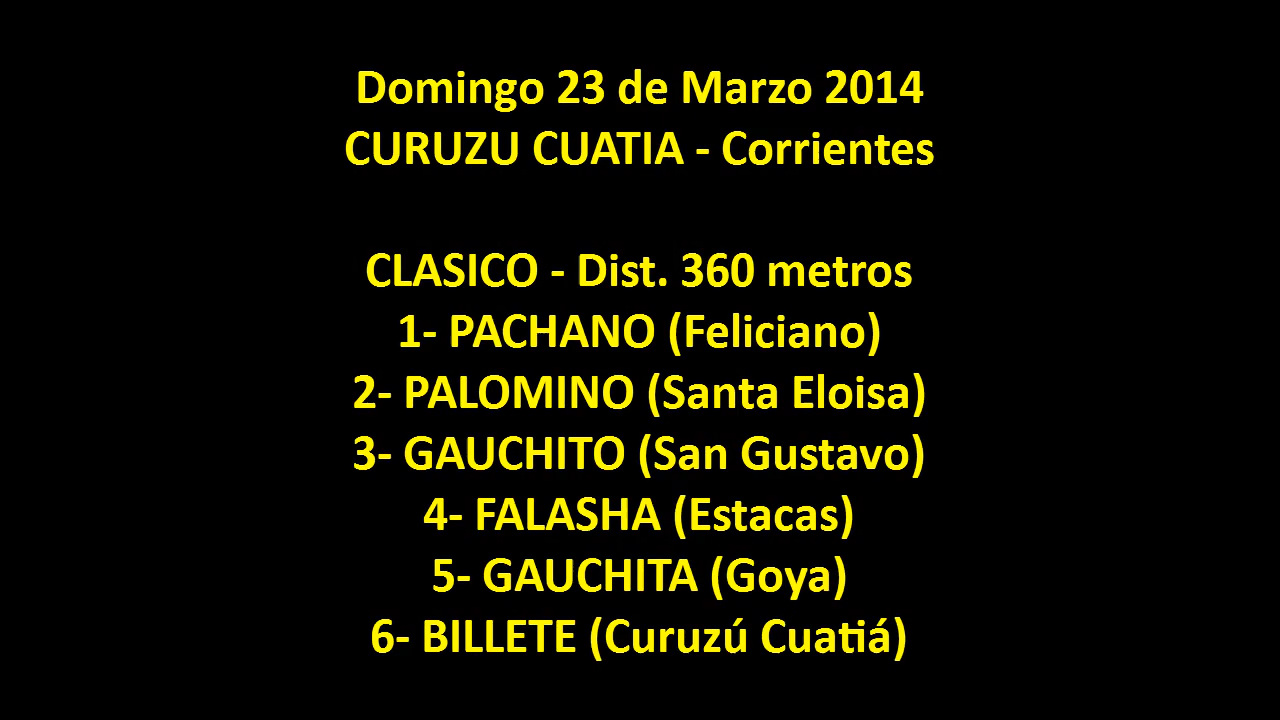 Domingo 23 de Marzo 2014
CURUZU CUATIA - Corrientes
CLASICO - Dist. 360 metros
1- PACHANO (Feliciano)
2- PALOMINO (Santa Eloisa)
3- GAUCHITO (San Gustavo)
4- FALASHA (Estacas)
5- GAUCHITA (Goya)
6- BILLETE (Curuzú Cuatiá)